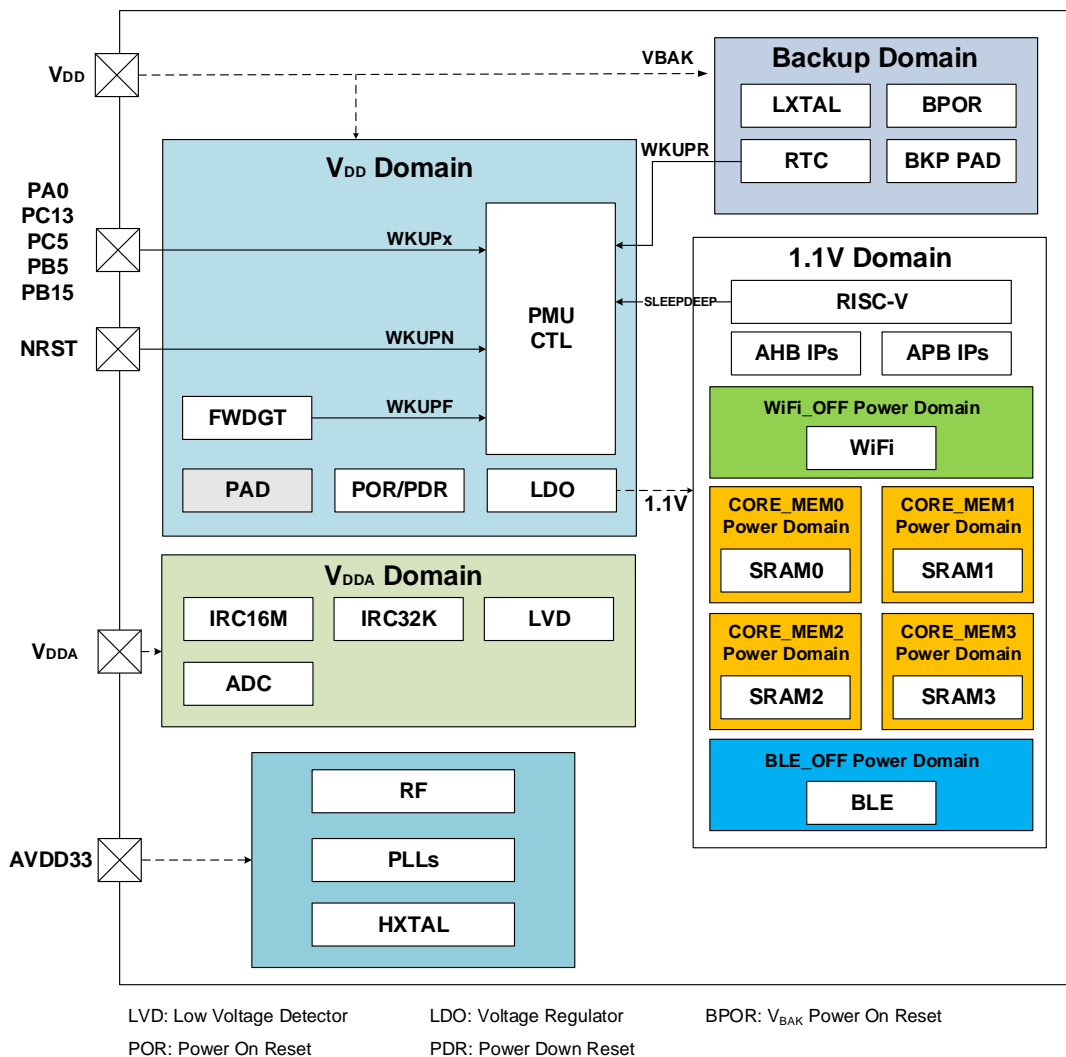 VDD
VBAK
Backup Domain
LXTAL
BPOR
RTC
BKP PAD
WKUPR
VDD Domain
PA0
PC13
PC5
PB5
PB15
WKUPx
PMU
CTL
NRST
WKUPN
FWDGT
WKUPF
PAD
POR/PDR
LDO
1.1V
SLEEPDEEP
1.1V Domain
RISC-V
AHB IPs
APB IPs
WiFi_OFF Power Domain
WiFi
CORE_MEM0
Power Domain
SRAM0
CORE_MEM1
Power Domain
SRAM1
CORE_MEM2
Power Domain
SRAM2
CORE_MEM3
Power Domain
SRAM3
BLE_OFF Power Domain
BLE
VDDA
VDDA Domain
IRC16M
IRC32K
LVD
ADC
AVDD33
RF
PLLs
HXTAL
LVD: Low Voltage Detector
LDO: Voltage Regulator
BPOR: VBAK Power On Reset
POR: Power On Reset
PDR: Power Down Reset